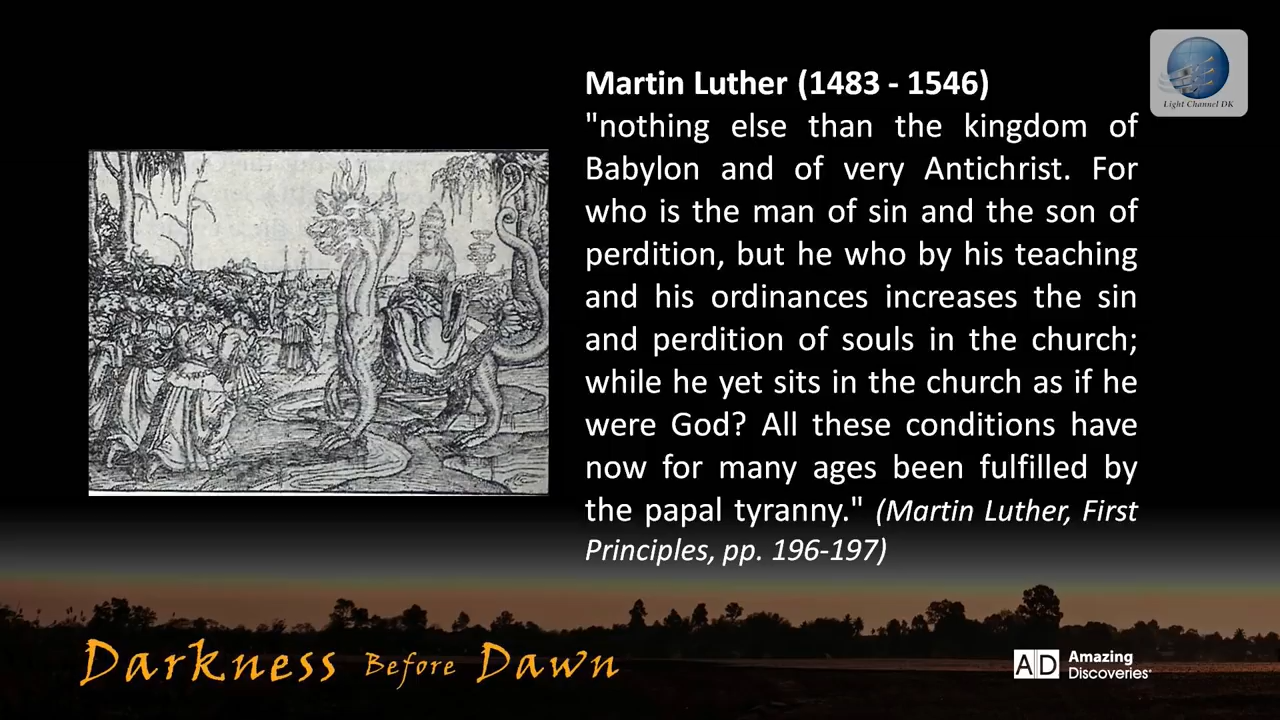 Martin Luther (1483 - 1546)
"nothing else than the kingdom of
Babylon and of very Antichrist. For
who is the man of sin and the son of
perdition, but he who by his teaching
and his ordinances increases the sin
and perdition of souls in the church;
while he yet sits in the church as if he
were God? All these conditions have
now for many ages been fulfilled by
the papal tyranny." (Martin Luther, First
Principles, pp. 196-197)
Light Channel DK
Darkness Before Dawn
AD Amazing
Discoveries